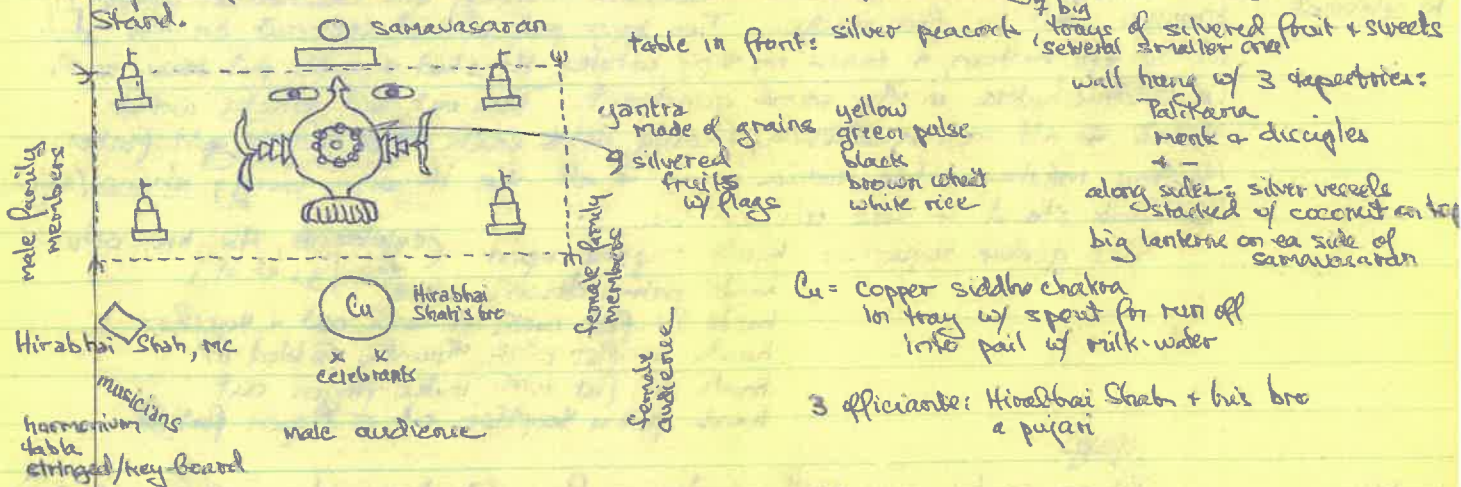 Stand.
samavasaran
7 big
table in front: silver peacock trays of silvered fruit + sweets
several smaller one
wall hang w/ 3 tapestries:
Palitana
monk & disciples
+ -
along sides: silver vessels
stacked w/ coconut on top
big lanterns on ea side of
samavasaran
yantra
made of grains
silvered
fruits
w/ flags
yellow
green pulse
black
brown wheat
white rice
male family
members
female family
members
Cu
Hirabhai
Shah's bro
x x
celebrants
Hirabhai Shah, MC
musicians
harmonium
tabla
stringed/key-board
male audience
female
audience
Cu = copper siddha chakra
in tray w/ spout for run off
into pail w/ milk-water
3 officiants: Hirabhai Shah + his bro
a pujari